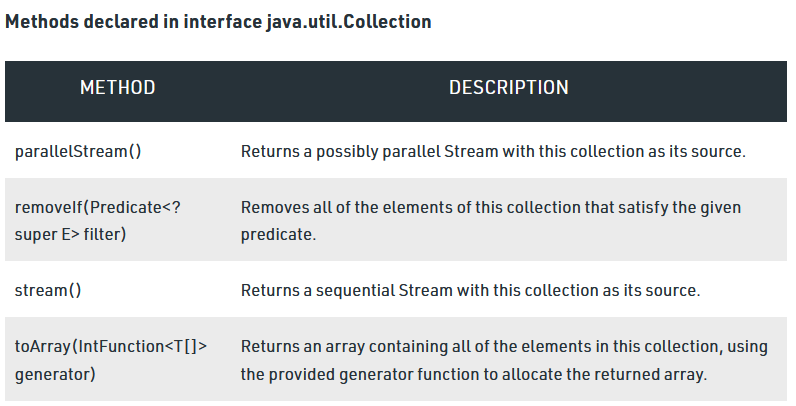 Methods declared in interface java.util.Collection
METHOD DESCRIPTION
parallelStream() Returns a possibly parallel Stream with this collection as its source.
removeIf(Predicate<? Removes all of the elements of this collection that satisfy the given
super E> filter) predicate.
stream() Returns a sequential Stream with this collection as its source.
toArray(IntFunction<T[]> Returns an array containing all of the elements in this collection, using
generator) the provided generator function to allocate the returned array.